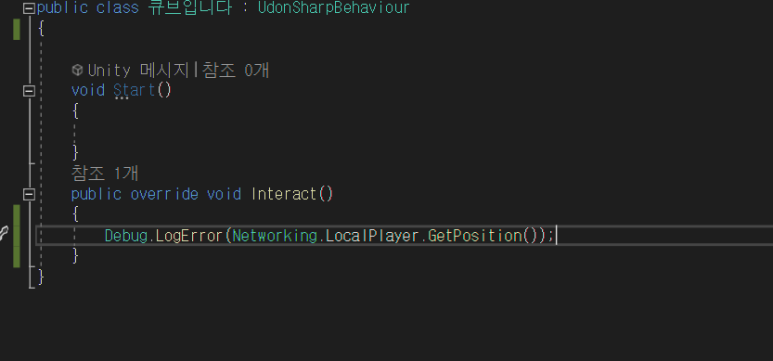 public class 큐브입니다 : UdonSharpBehaviour
{
Unity 메시지|참조 0개
void Start()
{
}
참조 1개
public override void Interact()
{
Debug.LogError(Networking.LocalPlayer.GetPosition());
}
}